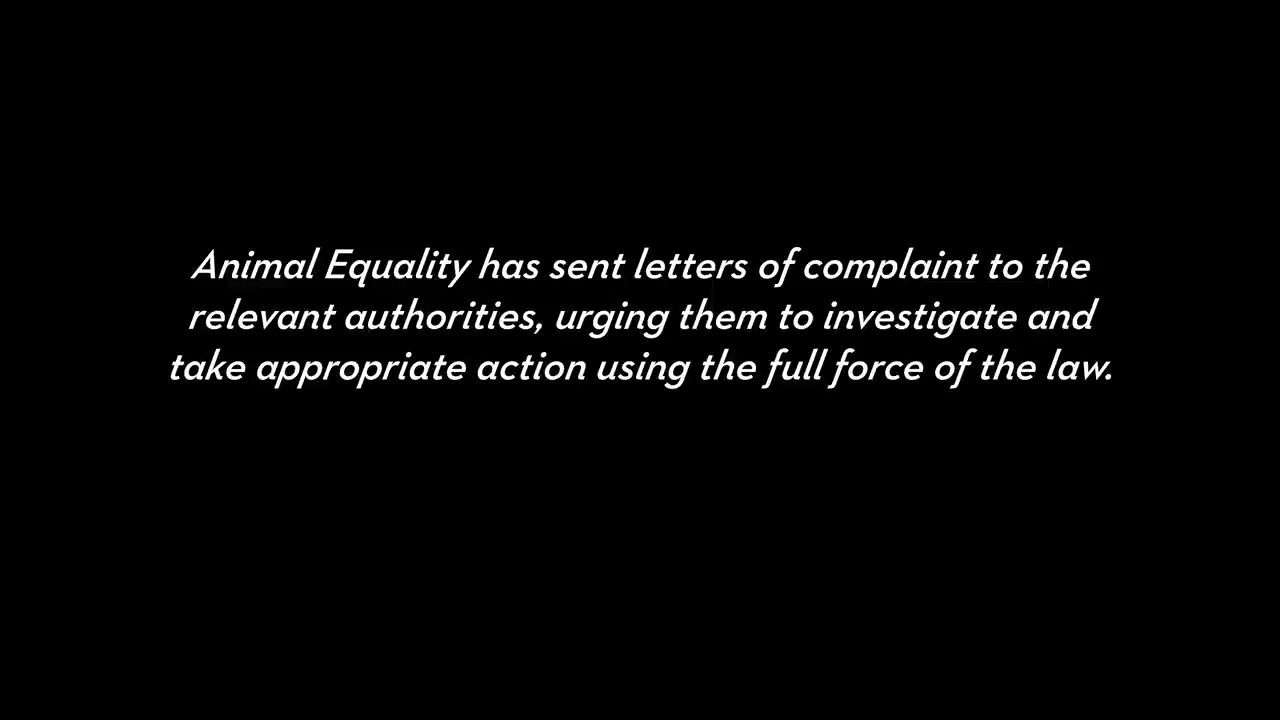 Animal Equality has sent letters of complaint to the
relevant authorities, urging them to investigate and
take appropriate action using the full force of the law.